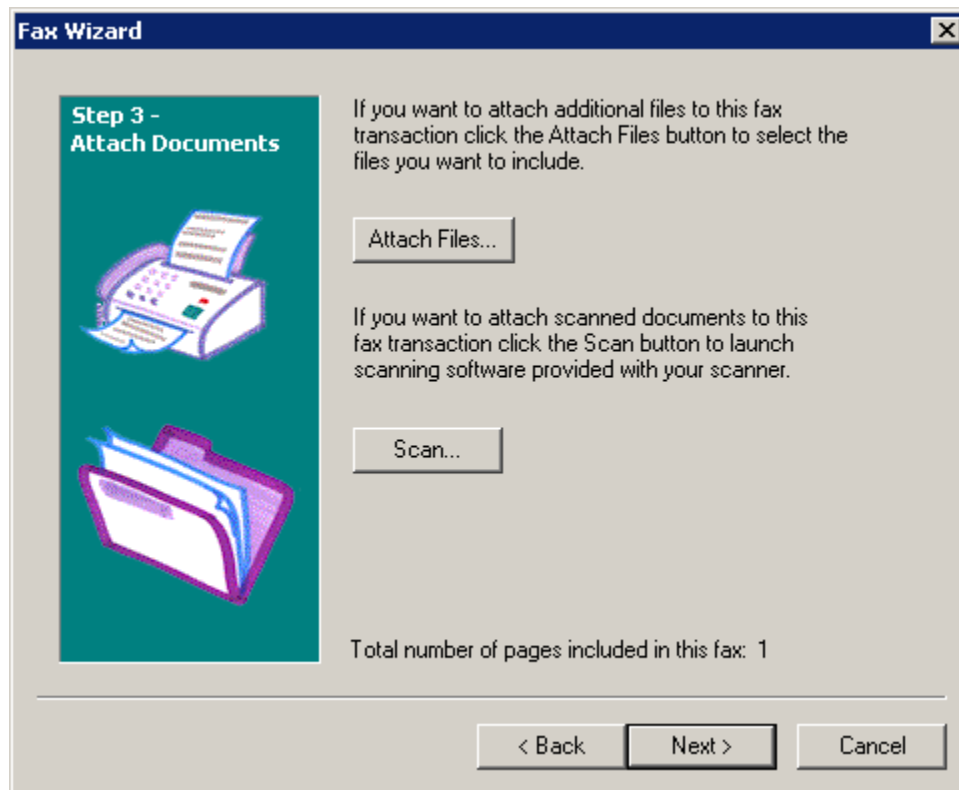 Fax Wizard
Step 3 -
Attach Documents
If you want to attach additional files to this fax
transaction click the Attach Files button to select the
files you want to include.
Attach Files...
If you want to attach scanned documents to this
fax transaction click the Scan button to launch
scanning software provided with your scanner.
Scan...
Total number of pages included in this fax: 1
< Back
Next >
Cancel